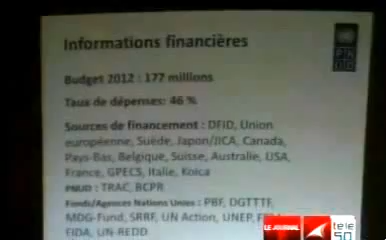 Informations financières
P N
U D
Budget 2012 : 177 millions
Taux de dépenses: 46 %
Sources de financement : DFID, Union
européenne, Suède, Japon/JICA, Canada,
Pays-Bas, Belgique, Suisse, Australie, USA,
France, GPECS, Italie, Koica
PNUD : TRAC, BCPR
Fonds/Agences Nations Unies : PBF, DGTTTF,
MDG-Fund, SRRF, UN Action, UNEP,
FIDA, UN-REDD
LE JOURNAL
tele
50